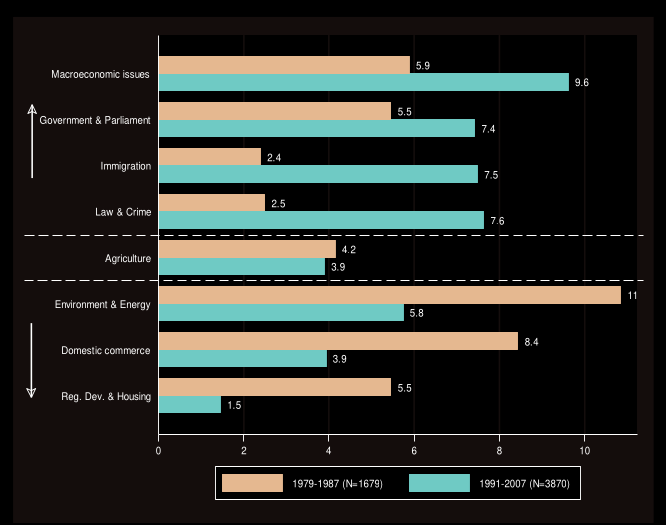 Macroeconomic issues
5.9
9.6
Government & Parliament
5.5
7.4
Immigration
2.4
7.5
Law & Crime
2.5
7.6
Agriculture
4.2
3.9
Environment & Energy
11
5.8
Domestic commerce
8.4
3.9
Reg. Dev. & Housing
5.5
1.5
0 2 4 6 8 10
1979-1987 (N=1679) 1991-2007 (N=3870)